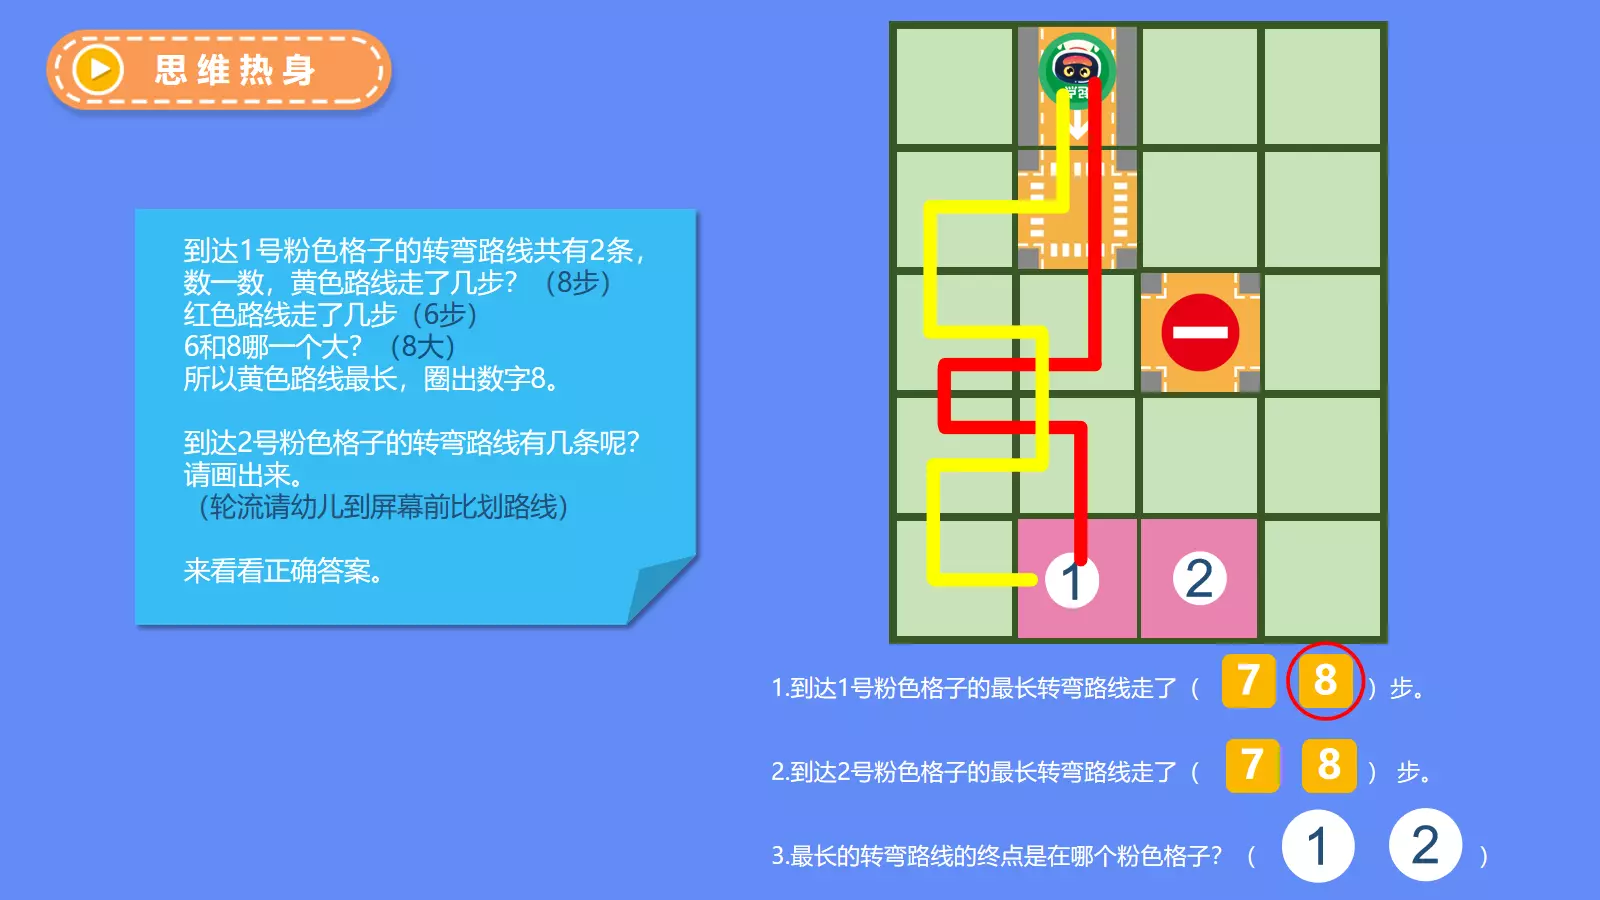 思维热身
到达1号粉色格子的转弯路线共有2条，
数一数，黄色路线走了几步？（8步）
红色路线走了几步（6步）
6和8哪一个大？（8大）
所以黄色路线最长，圈出数字8。
到达2号粉色格子的转弯路线有几条呢？
请画出来。
（轮流请幼儿到屏幕前比划路线）
来看看正确答案。
1
2
1.到达1号粉色格子的最长转弯路线走了（ 7 8 ）步。
2.到达2号粉色格子的最长转弯路线走了（ 7 8 ）步。
3.最长的转弯路线的终点是在哪个粉色格子？（ 1 2 ）